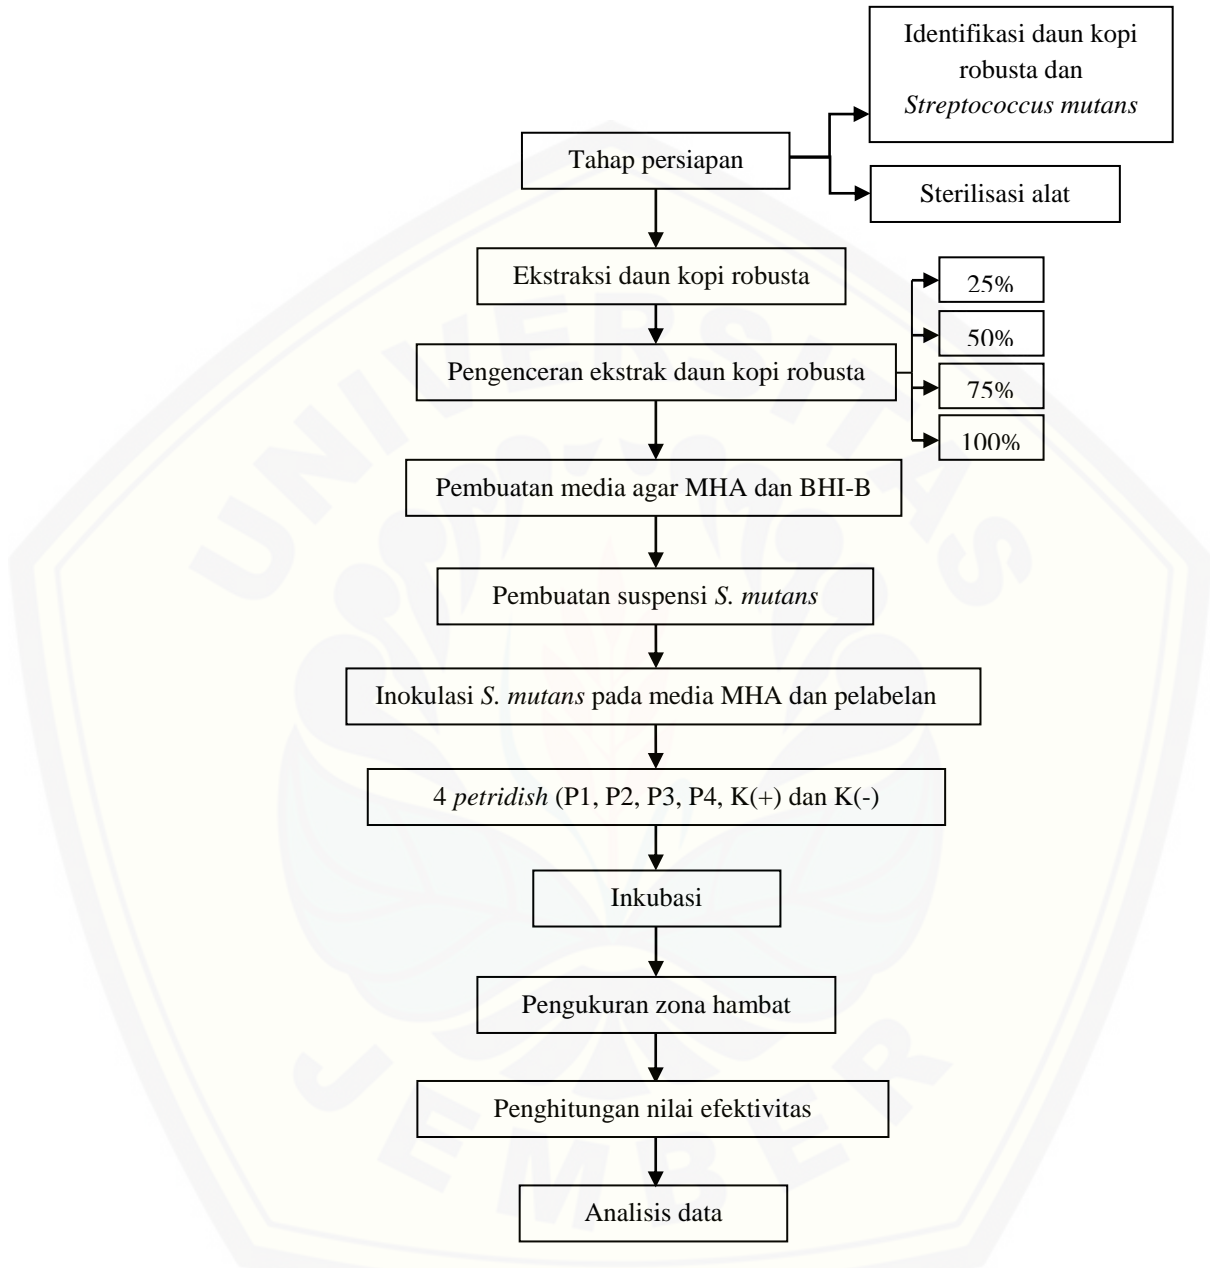 Identifikasi daun kopi
robusta dan
Streptococcus mutans
Tahap persiapan
Sterilisasi alat
Ekstraksi daun kopi robusta
25%
50%
Pengenceran ekstrak daun kopi robusta
75%
100%
Pembuatan media agar MHA dan BHI-B
Pembuatan suspensi S. mutans
Inokulasi S. mutans pada media MHA dan pelabelan
4 petridish (P1, P2, P3, P4, K(+) dan K(-)
Inkubasi
Pengukuran zona hambat
Penghitungan nilai efektivitas
Analisis data
UNIVERSITAS
JEMBER